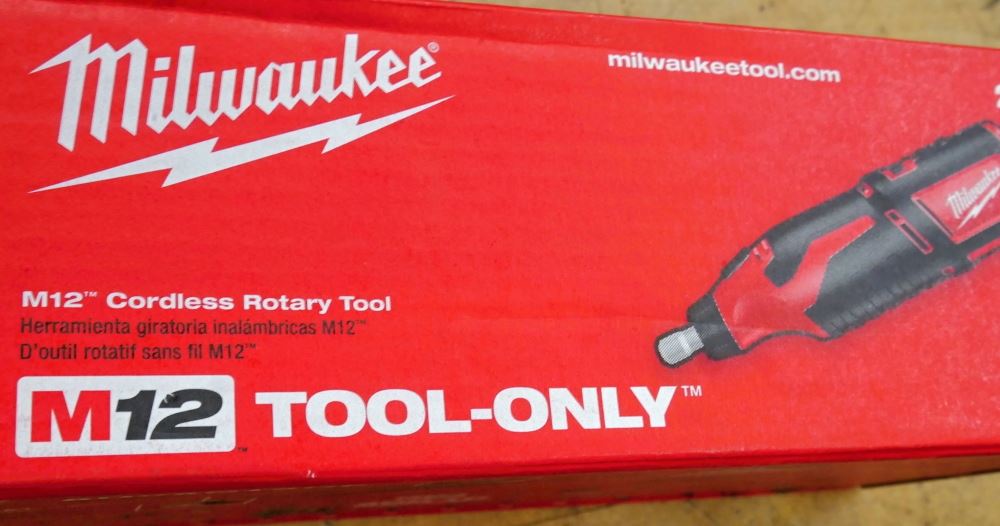 Milwaukee®
milwaukeetool.com
Milwaukee
M12™ Cordless Rotary Tool
Herramienta giratoria inalámbricas M12™
D'outil rotatif sans fil M12™
M12™ TOOL-ONLY™